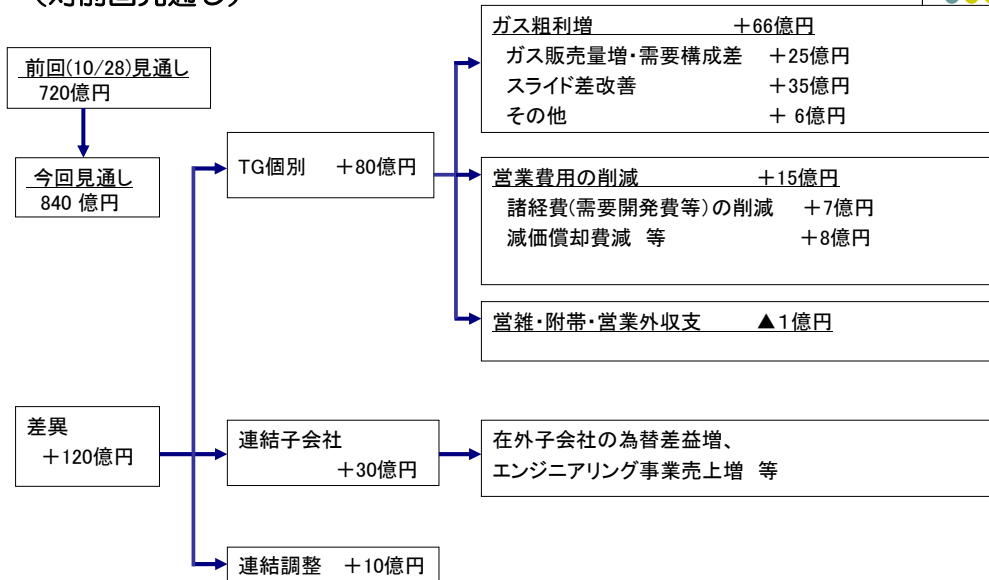 前回(10/28)見通し
720億円
今回見通し
840 億円
差異
＋120億円
TG個別　＋80億円
連結子会社
＋30億円
連結調整　＋10億円
ガス粗利増　＋66億円
ガス販売量増・需要構成差　＋25億円
スライド差改善　＋35億円
その他　＋ 6億円
営業費用の削減　＋15億円
諸経費(需要開発費等)の削減　＋7億円
減価償却費減 等　＋8億円
営雑・附帯・営業外収支　▲1億円
在外子会社の為替差益増、
エンジニアリング事業売上増 等